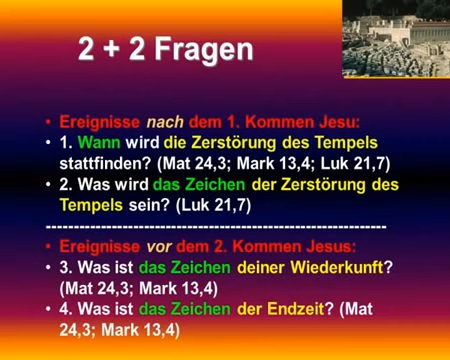 2 + 2 Fragen
• Ereignisse nach dem 1. Kommen Jesu:
• 1. Wann wird die Zerstörung des Tempels
stattfinden? (Mat 24,3; Mark 13,4; Luk 21,7)
• 2. Was wird das Zeichen der Zerstörung des
Tempels sein? (Luk 21,7)
----------------------------------------------------------------
• Ereignisse vor dem 2. Kommen Jesus:
• 3. Was ist das Zeichen deiner Wiederkunft?
(Mat 24,3; Mark 13,4)
• 4. Was ist das Zeichen der Endzeit? (Mat
24,3; Mark 13,4)